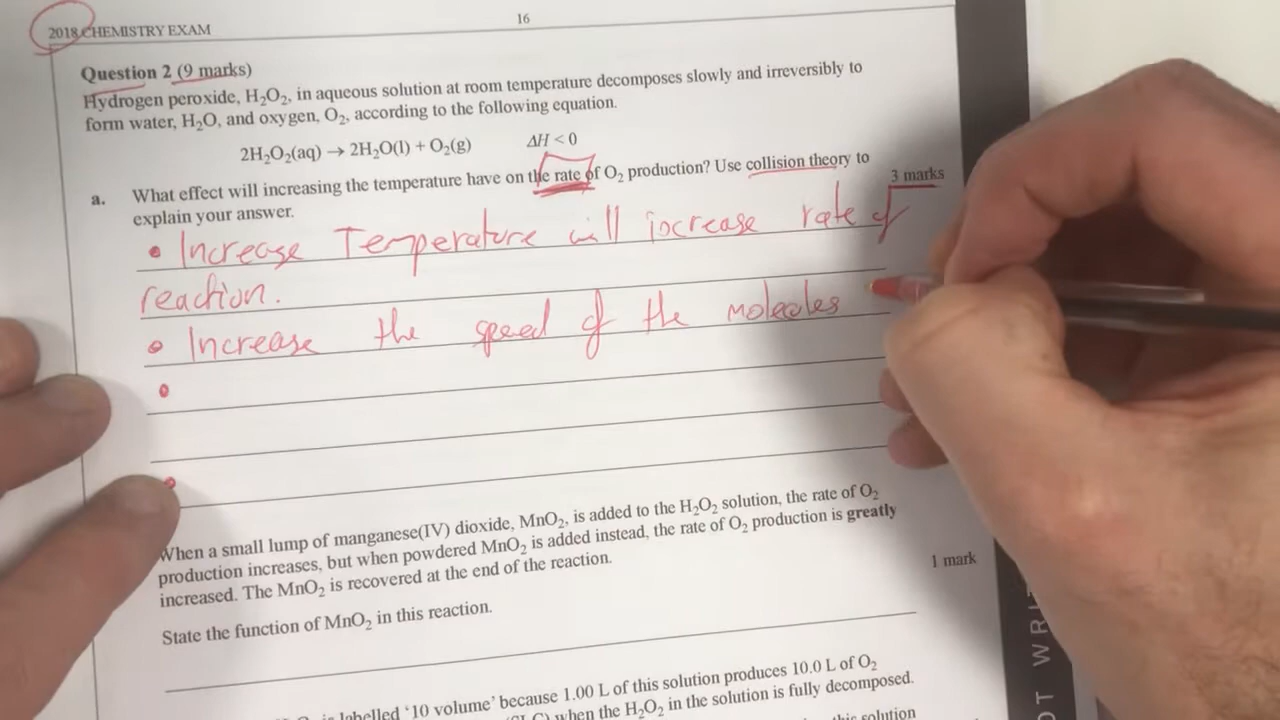 16
2018 CHEMISTRY EXAM
Question 2 (9 marks)
Hydrogen peroxide, H₂O₂, in aqueous solution at room temperature decomposes slowly and irreversibly to
form water, H₂O, and oxygen, O₂, according to the following equation.
2H₂O₂(aq) → 2H₂O(l) + O₂(g) ΔH < 0
a. What effect will increasing the temperature have on the rate of O₂ production? Use collision theory to
explain your answer. 3 marks
• Increase Temperature will increase rate of
reaction.
• Increase the speed of the molecules
•
•
When a small lump of manganese(IV) dioxide, MnO₂, is added to the H₂O₂ solution, the rate of O₂
production increases, but when powdered MnO₂ is added instead, the rate of O₂ production is greatly
increased. The MnO₂ is recovered at the end of the reaction.
State the function of MnO₂ in this reaction. 1 mark
labelled ‘10 volume’ because 1.00 L of this solution produces 10.0 L of O₂
when the H₂O₂ in the solution is fully decomposed.
solution
OT WRIT